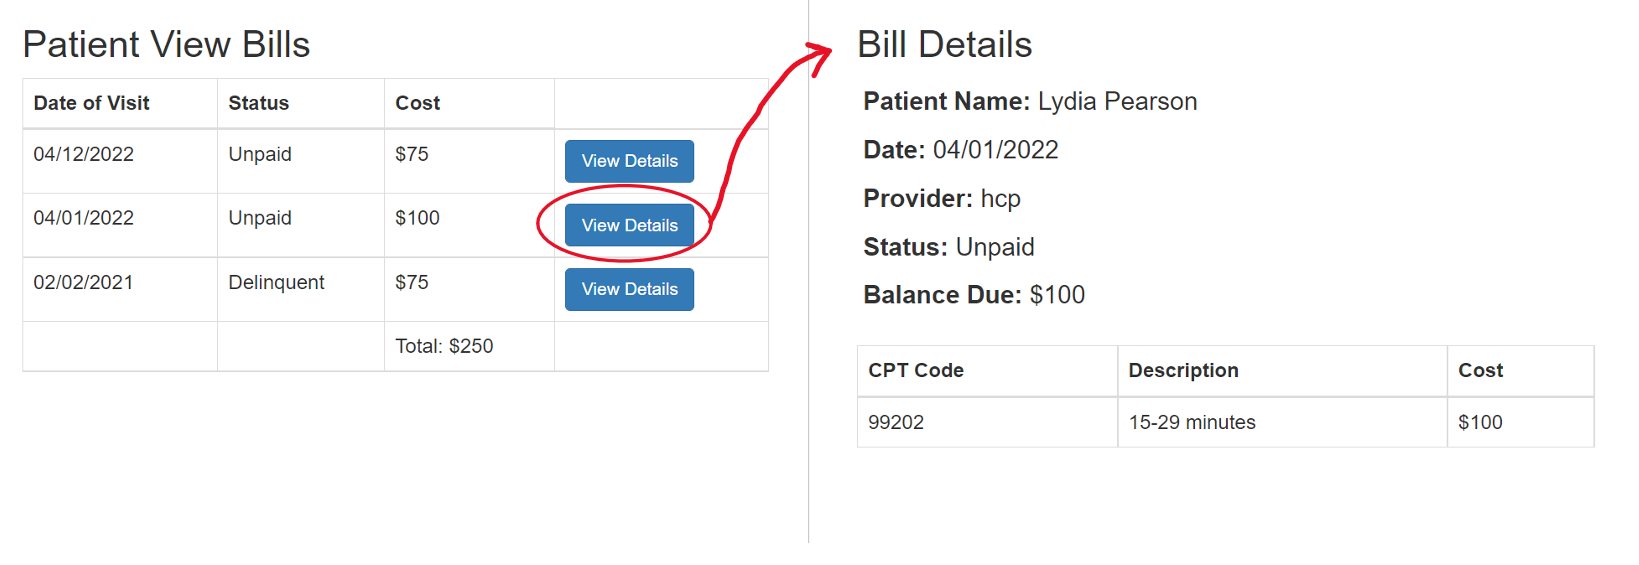 Patient View Bills
Date of Visit Status Cost
04/12/2022 Unpaid $75 View Details
04/01/2022 Unpaid $100 View Details
02/02/2021 Delinquent $75 View Details
Total: $250
Bill Details
Patient Name: Lydia Pearson
Date: 04/01/2022
Provider: hcp
Status: Unpaid
Balance Due: $100
CPT Code Description Cost
99202 15-29 minutes $100